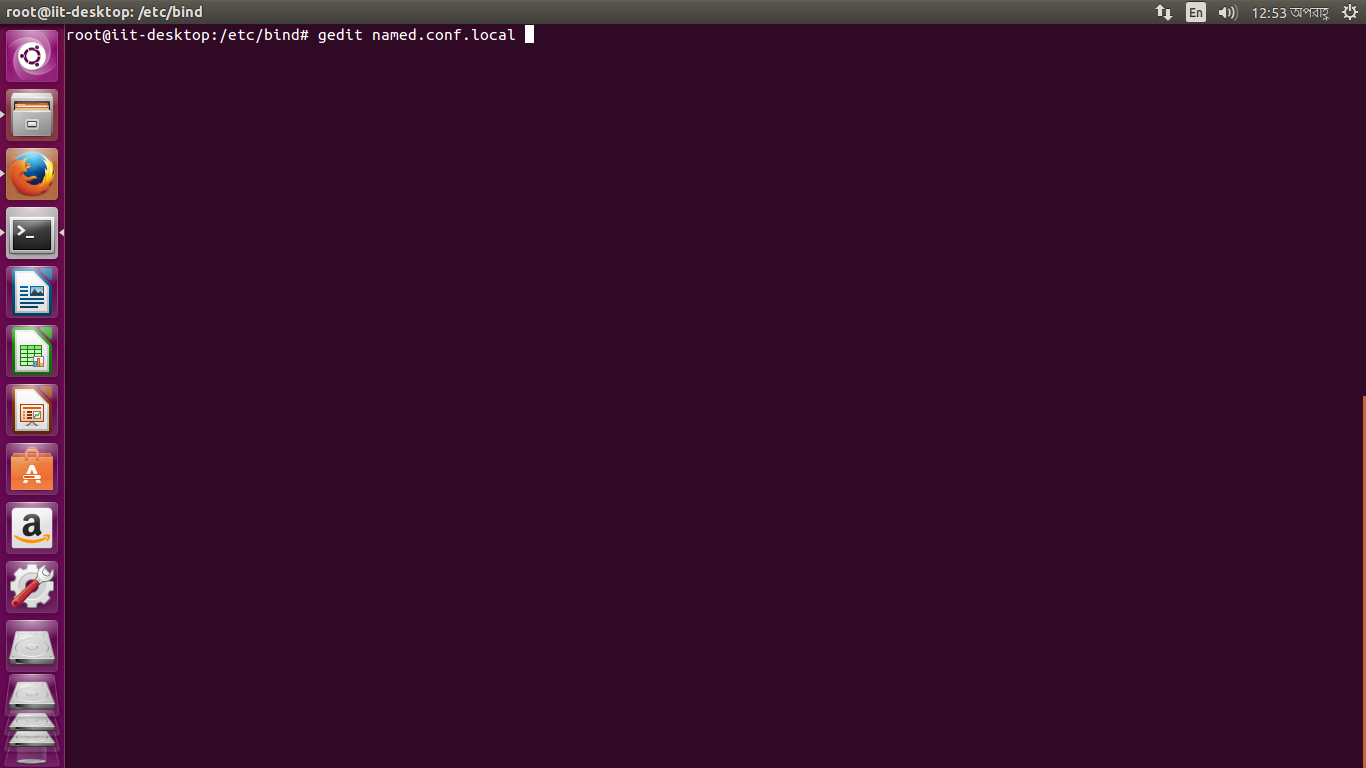 root@iit-desktop: /etc/bind
En
12:53 অপরাহ্ণ
root@iit-desktop:/etc/bind# gedit named.conf.local